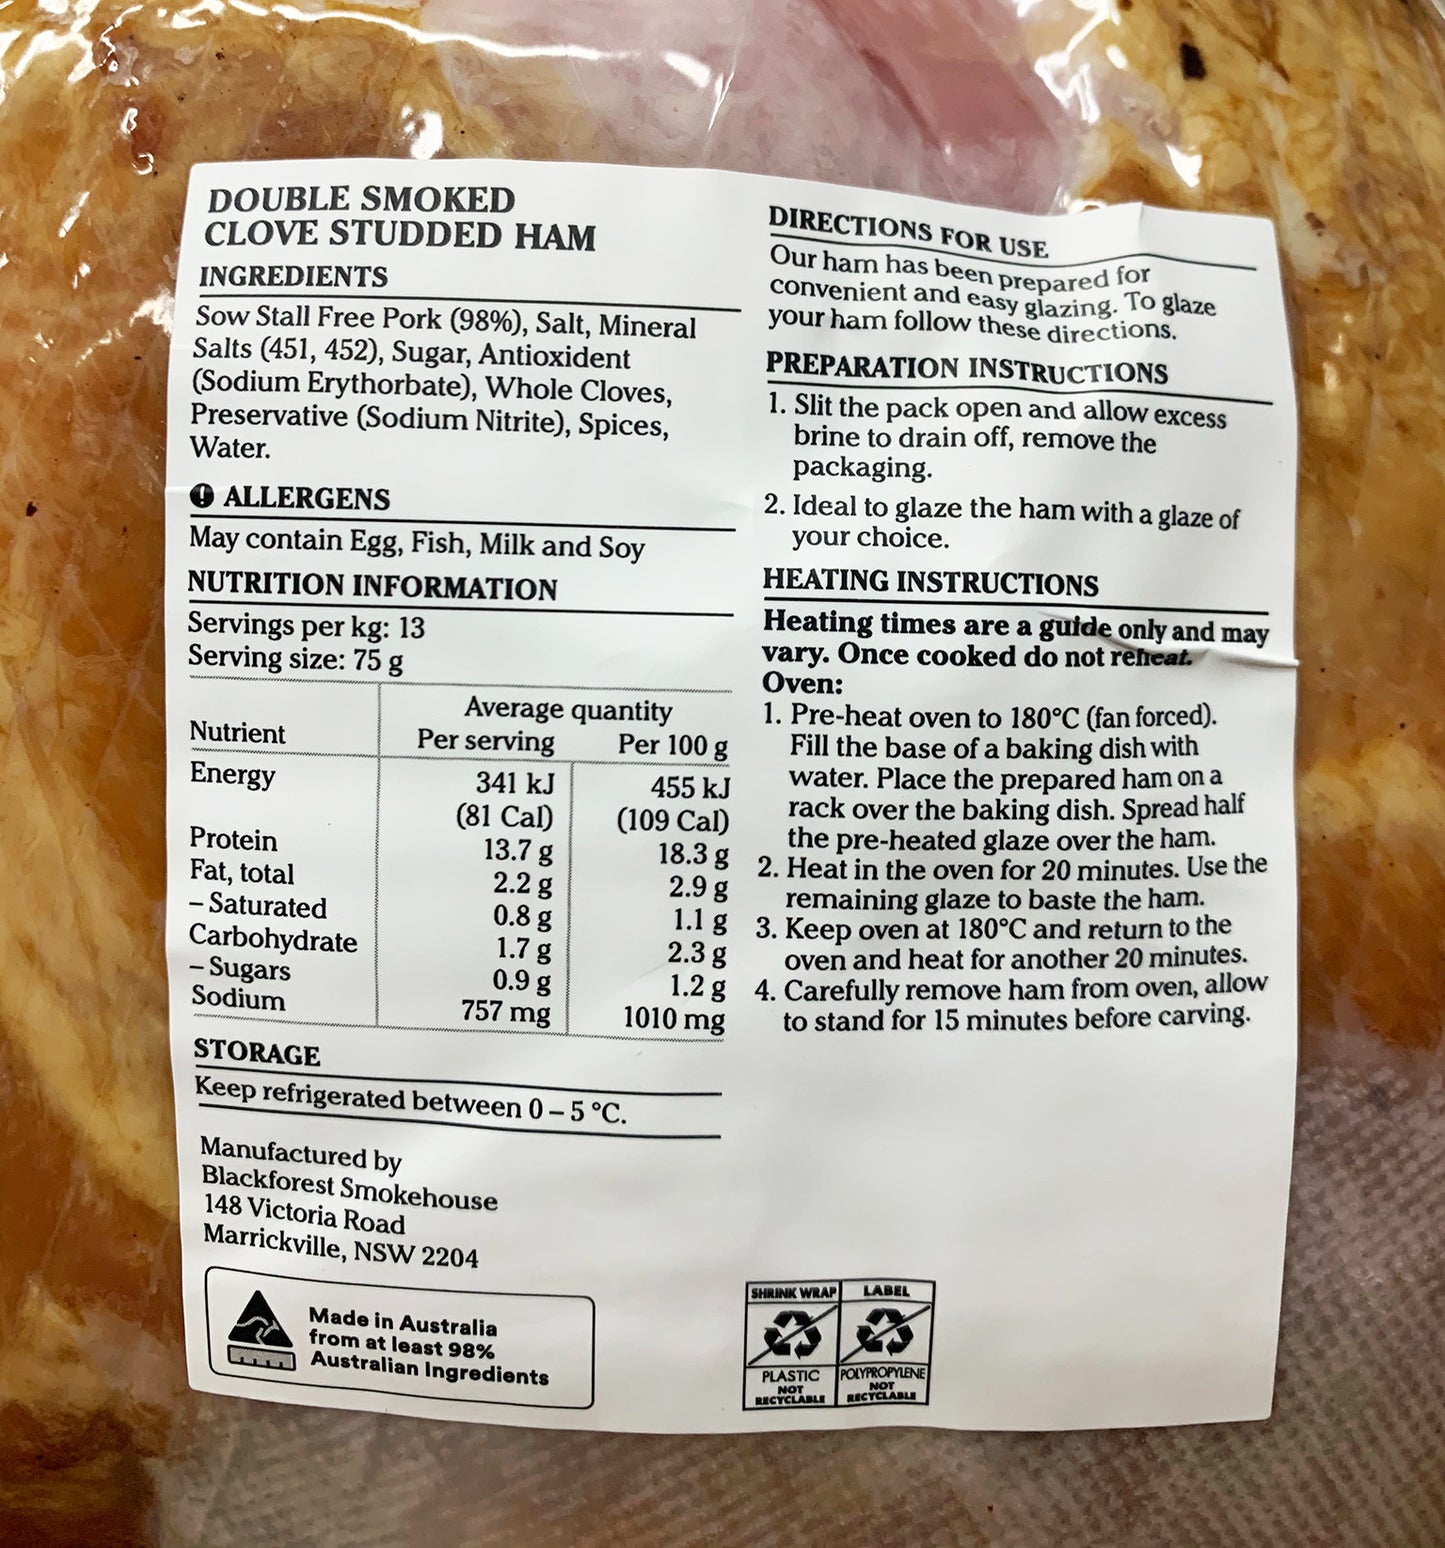 DOUBLE SMOKED
CLOVE STUDDED HAM
INGREDIENTS
Sow Stall Free Pork (98%), Salt, Mineral
Salts (451, 452), Sugar, Antioxident
(Sodium Erythorbate), Whole Cloves,
Preservative (Sodium Nitrite), Spices,
Water.
ALLERGENS
May contain Egg, Fish, Milk and Soy
NUTRITION INFORMATION
Servings per kg: 13
Serving size: 75 g
Average quantity
Nutrient Per serving Per 100 g
Energy 341 kJ 455 kJ
(81 Cal) (109 Cal)
Protein 13.7 g 18.3 g
Fat, total 2.2 g 2.9 g
– Saturated 0.8 g 1.1 g
Carbohydrate 1.7 g 2.3 g
– Sugars 0.9 g 1.2 g
Sodium 757 mg 1010 mg
STORAGE
Keep refrigerated between 0 – 5 °C.
Manufactured by
Blackforest Smokehouse
148 Victoria Road
Marrickville, NSW 2204
Made in Australia
from at least 98%
Australian Ingredients
DIRECTIONS FOR USE
Our ham has been prepared for
convenient and easy glazing. To glaze
your ham follow these directions.
PREPARATION INSTRUCTIONS
1. Slit the pack open and allow excess
brine to drain off, remove the
packaging.
2. Ideal to glaze the ham with a glaze of
your choice.
HEATING INSTRUCTIONS
Heating times are a guide only and may
vary. Once cooked do not reheat.
Oven:
1. Pre-heat oven to 180°C (fan forced).
Fill the base of a baking dish with
water. Place the prepared ham on a
rack over the baking dish. Spread half
the pre-heated glaze over the ham.
2. Heat in the oven for 20 minutes. Use the
remaining glaze to baste the ham.
3. Keep oven at 180°C and return to the
oven and heat for another 20 minutes.
4. Carefully remove ham from oven, allow
to stand for 15 minutes before carving.
SHRINK WRAP LABEL
PLASTIC POLYPROPYLENE
NOT NOT
RECYCLABLE RECYCLABLE